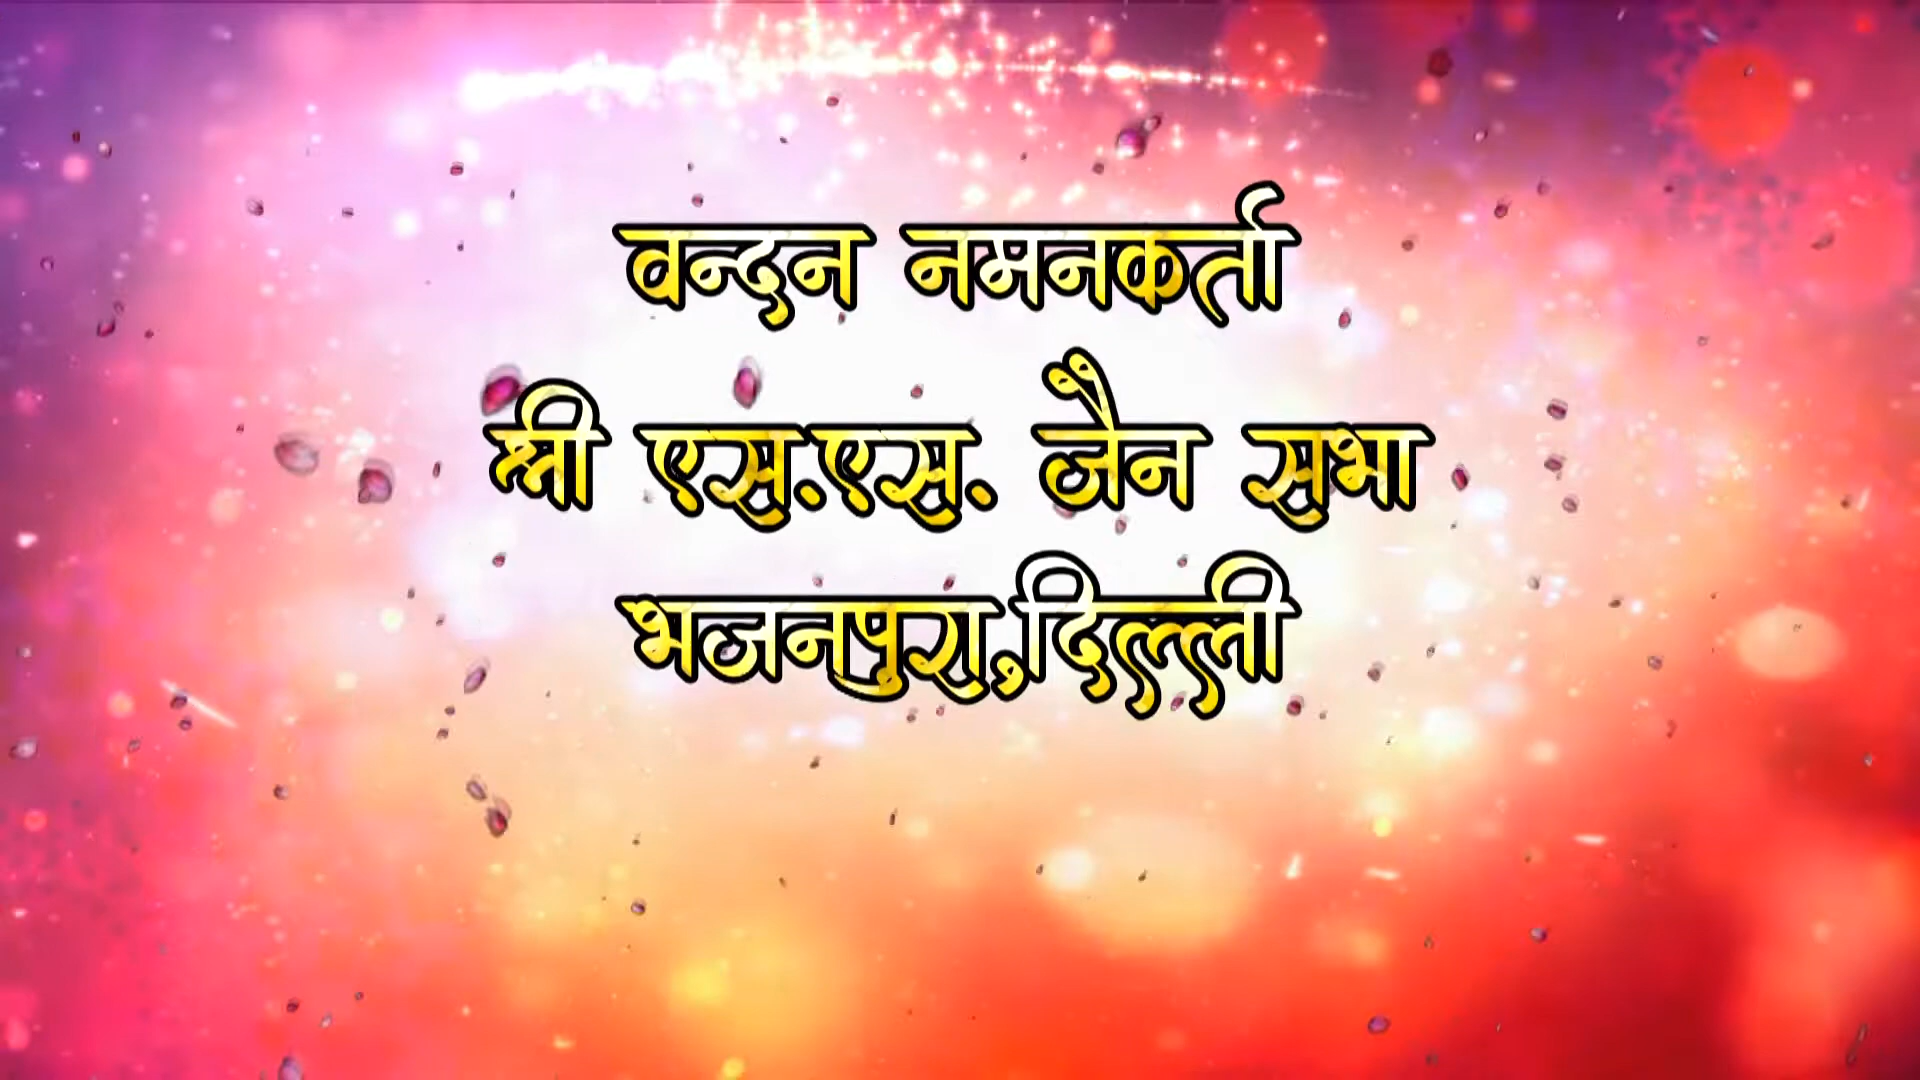 वन्दन नमनकर्ता
श्री एस.एस. जैन सभा
भजनपुरा,दिल्ली